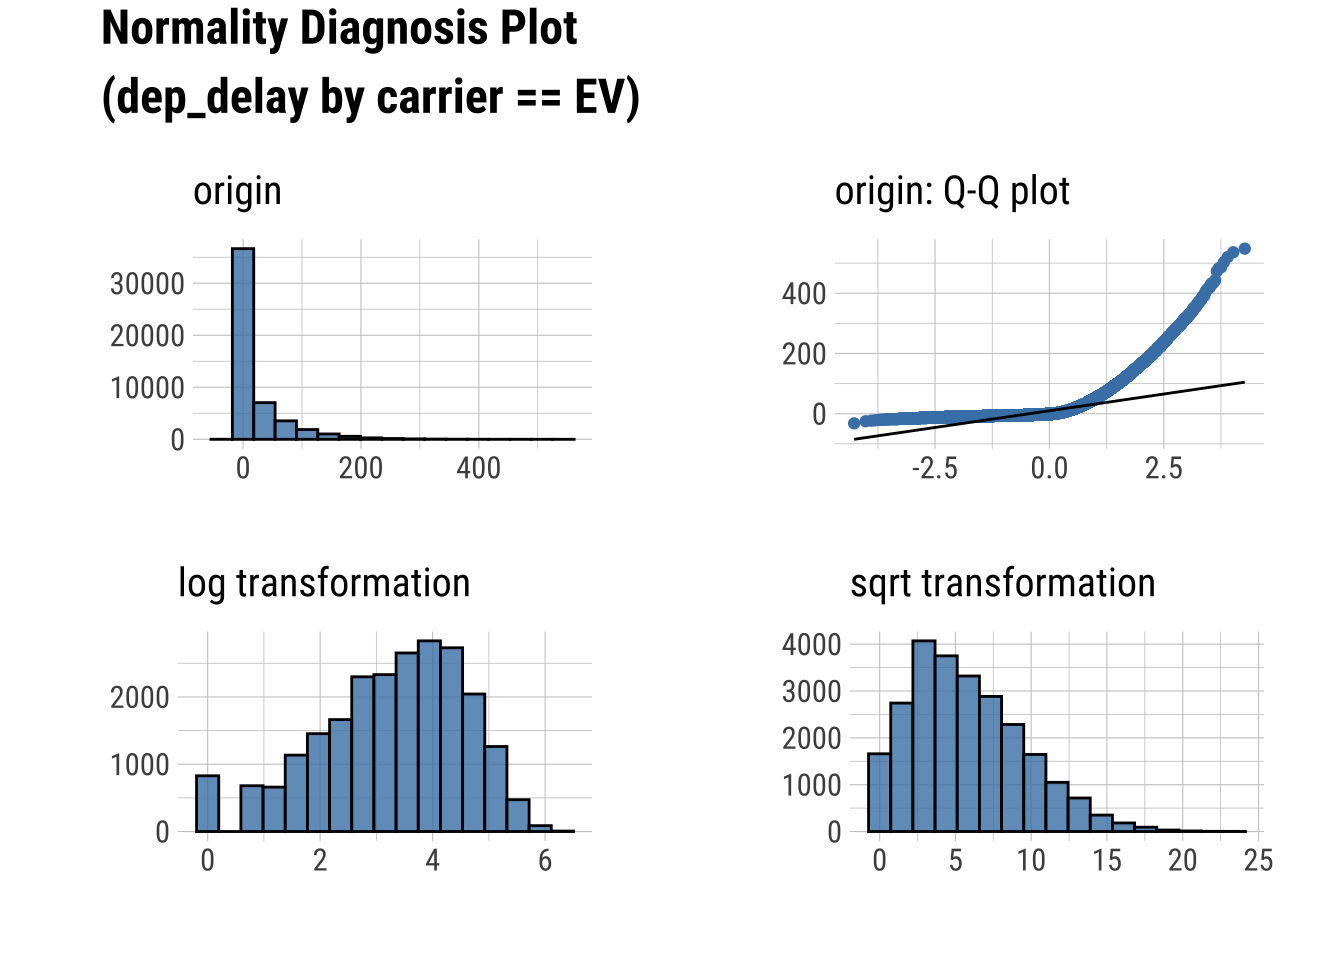 Normality Diagnosis Plot
(dep_delay by carrier == EV)
origin
30000
20000
10000
0
0 200 400
origin: Q-Q plot
400
200
0
-2.5 0.0 2.5
log transformation
2000
1000
0
0 2 4 6
sqrt transformation
4000
3000
2000
1000
0
0 5 10 15 20 25